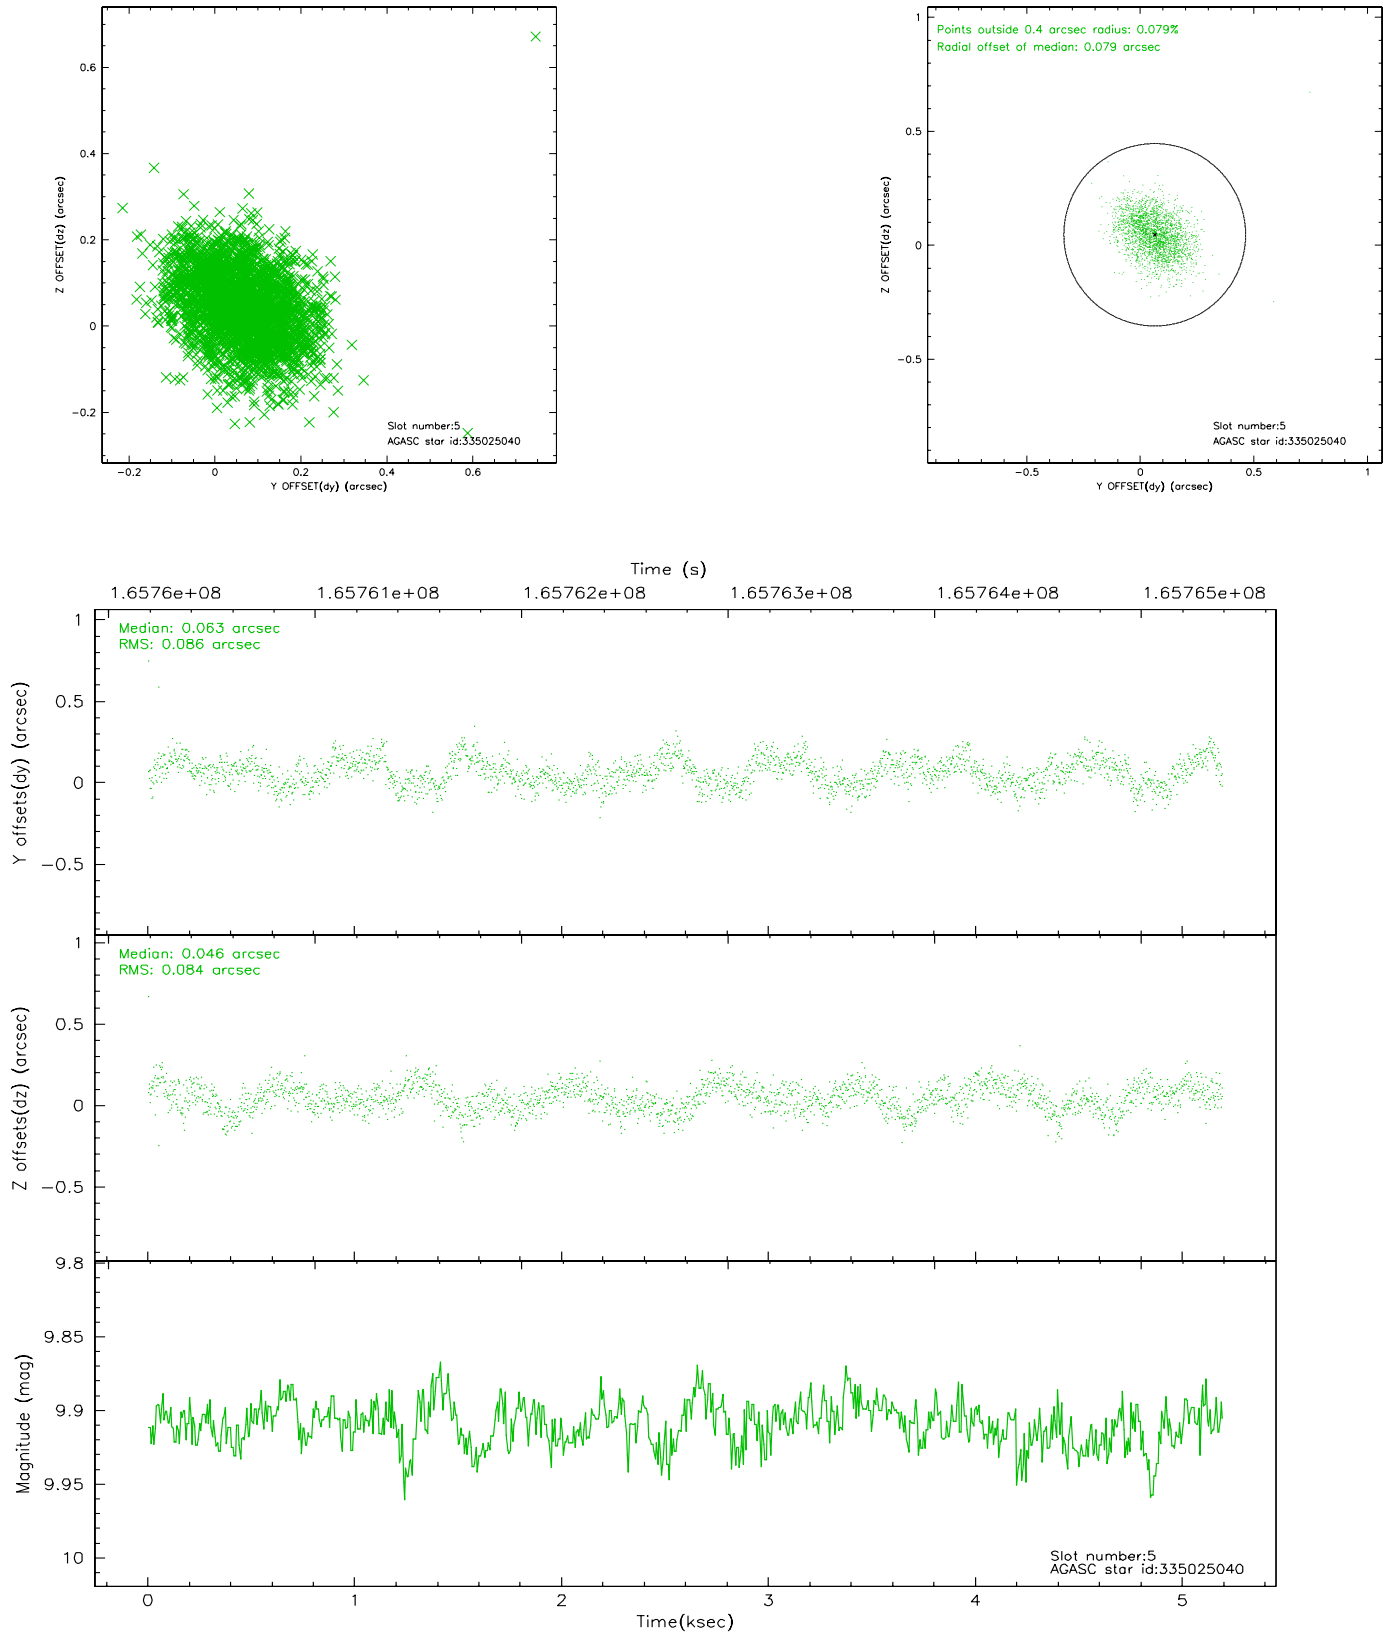 0.6
0.4
0.2
0
−0.2
Z OFFSET(dz) (arcsec)
Slot number:5
AGASC star id:335025040
−0.2 0 0.2 0.4 0.6
Y OFFSET(dy) (arcsec)
Points outside 0.4 arcsec radius: 0.079%
Radial offset of median: 0.079 arcsec
1
0.5
0
−0.5
Z OFFSET(dz) (arcsec)
Slot number:5
AGASC star id:335025040
−0.5 0 0.5 1
Y OFFSET(dy) (arcsec)
Time (s)
1.6576e+08 1.65761e+08 1.65762e+08 1.65763e+08 1.65764e+08 1.65765e+08
Median: 0.063 arcsec
RMS: 0.086 arcsec
1
0.5
0
−0.5
Y offsets(dy) (arcsec)
Median: 0.046 arcsec
RMS: 0.084 arcsec
1
0.5
0
−0.5
Z offsets(dz) (arcsec)
9.8
9.85
9.9
9.95
10
Magnitude (mag)
Slot number:5
AGASC star id:335025040
0 1 2 3 4 5
Time(ksec)